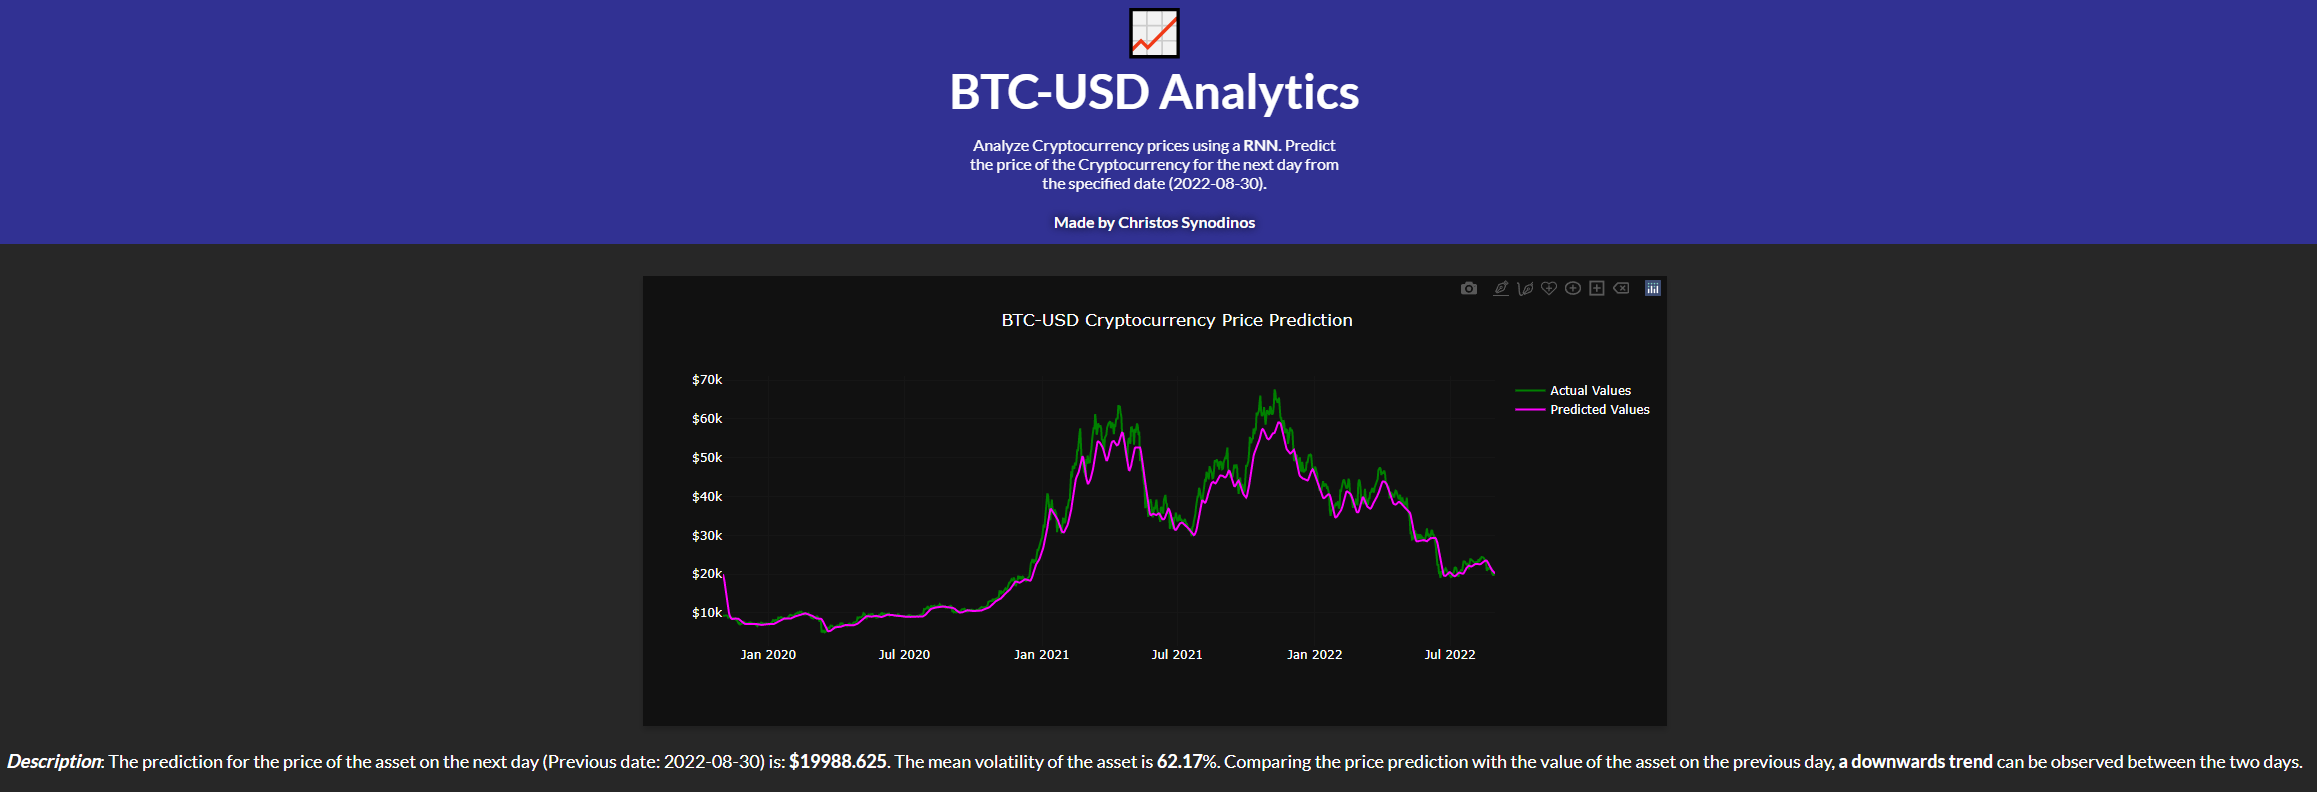 BTC-USD Analytics
Analyze Cryptocurrency prices using a RNN. Predict
the price of the Cryptocurrency for the next day from
the specified date (2022-08-30).
Made by Christos Synodinos
BTC-USD Cryptocurrency Price Prediction
$70k
$60k
$50k
$40k
$30k
$20k
$10k
Jan 2020 Jul 2020 Jan 2021 Jul 2021 Jan 2022 Jul 2022
Actual Values
Predicted Values
Description: The prediction for the price of the asset on the next day (Previous date: 2022-08-30) is: $19988.625. The mean volatility of the asset is 62.17%. Comparing the price prediction with the value of the asset on the previous day, a downwards trend can be observed between the two days.